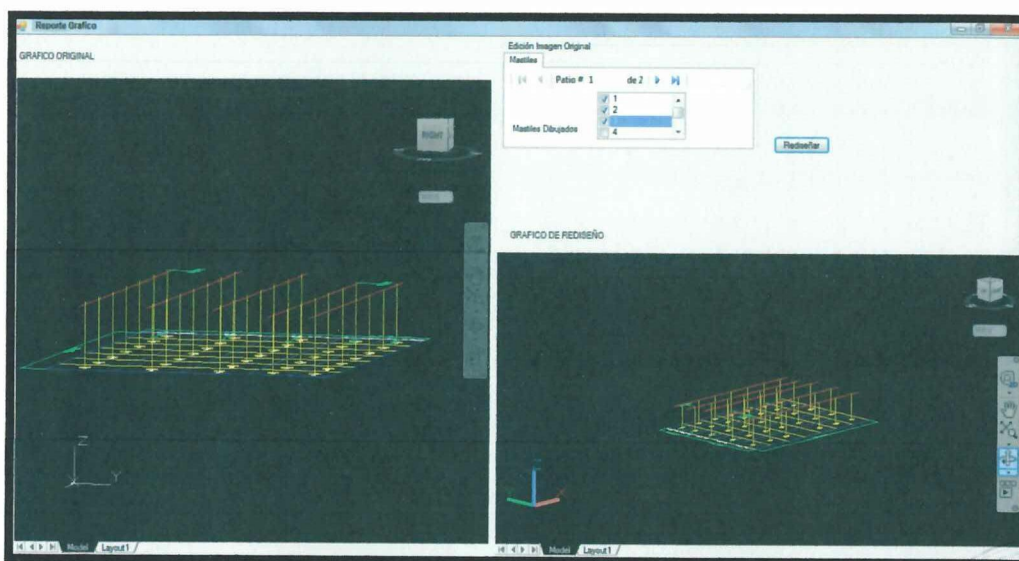 Reporte Grafico
GRAFICO ORIGINAL
Edición Imagen Original
Mastiles
Patio # 1 de 2
1
2
3
Mastiles Dibujados
4
Rediseñar
GRAFICO DE REDISEÑO
RIGHT
Z
Y
Model Layout1
Model Layout1